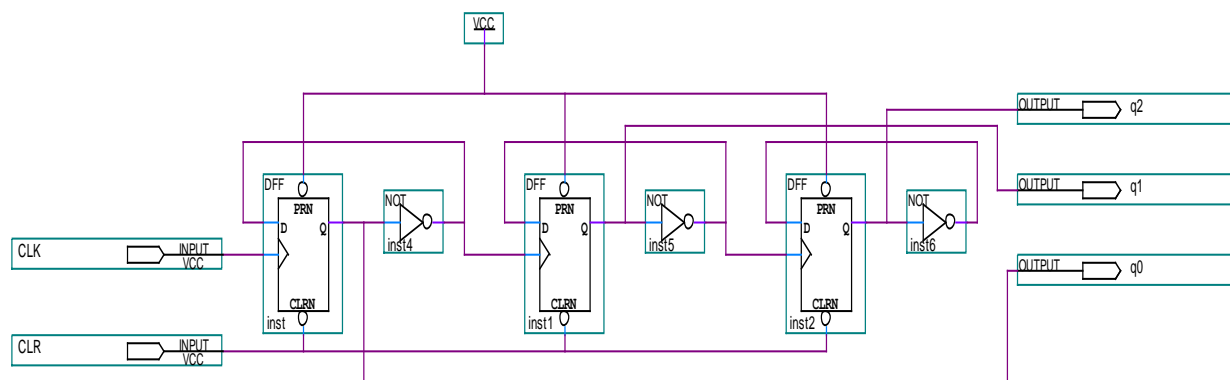 VCC
OUTPUT q2
DFF DFF DFF
OUTPUT q1
NOT NOT NOT
PRN PRN PRN
D Q D Q D Q
CLK INPUT VCC
inst4 inst5 inst6
OUTPUT q0
CLRN CLRN CLRN
inst inst1 inst2
CLR INPUT VCC